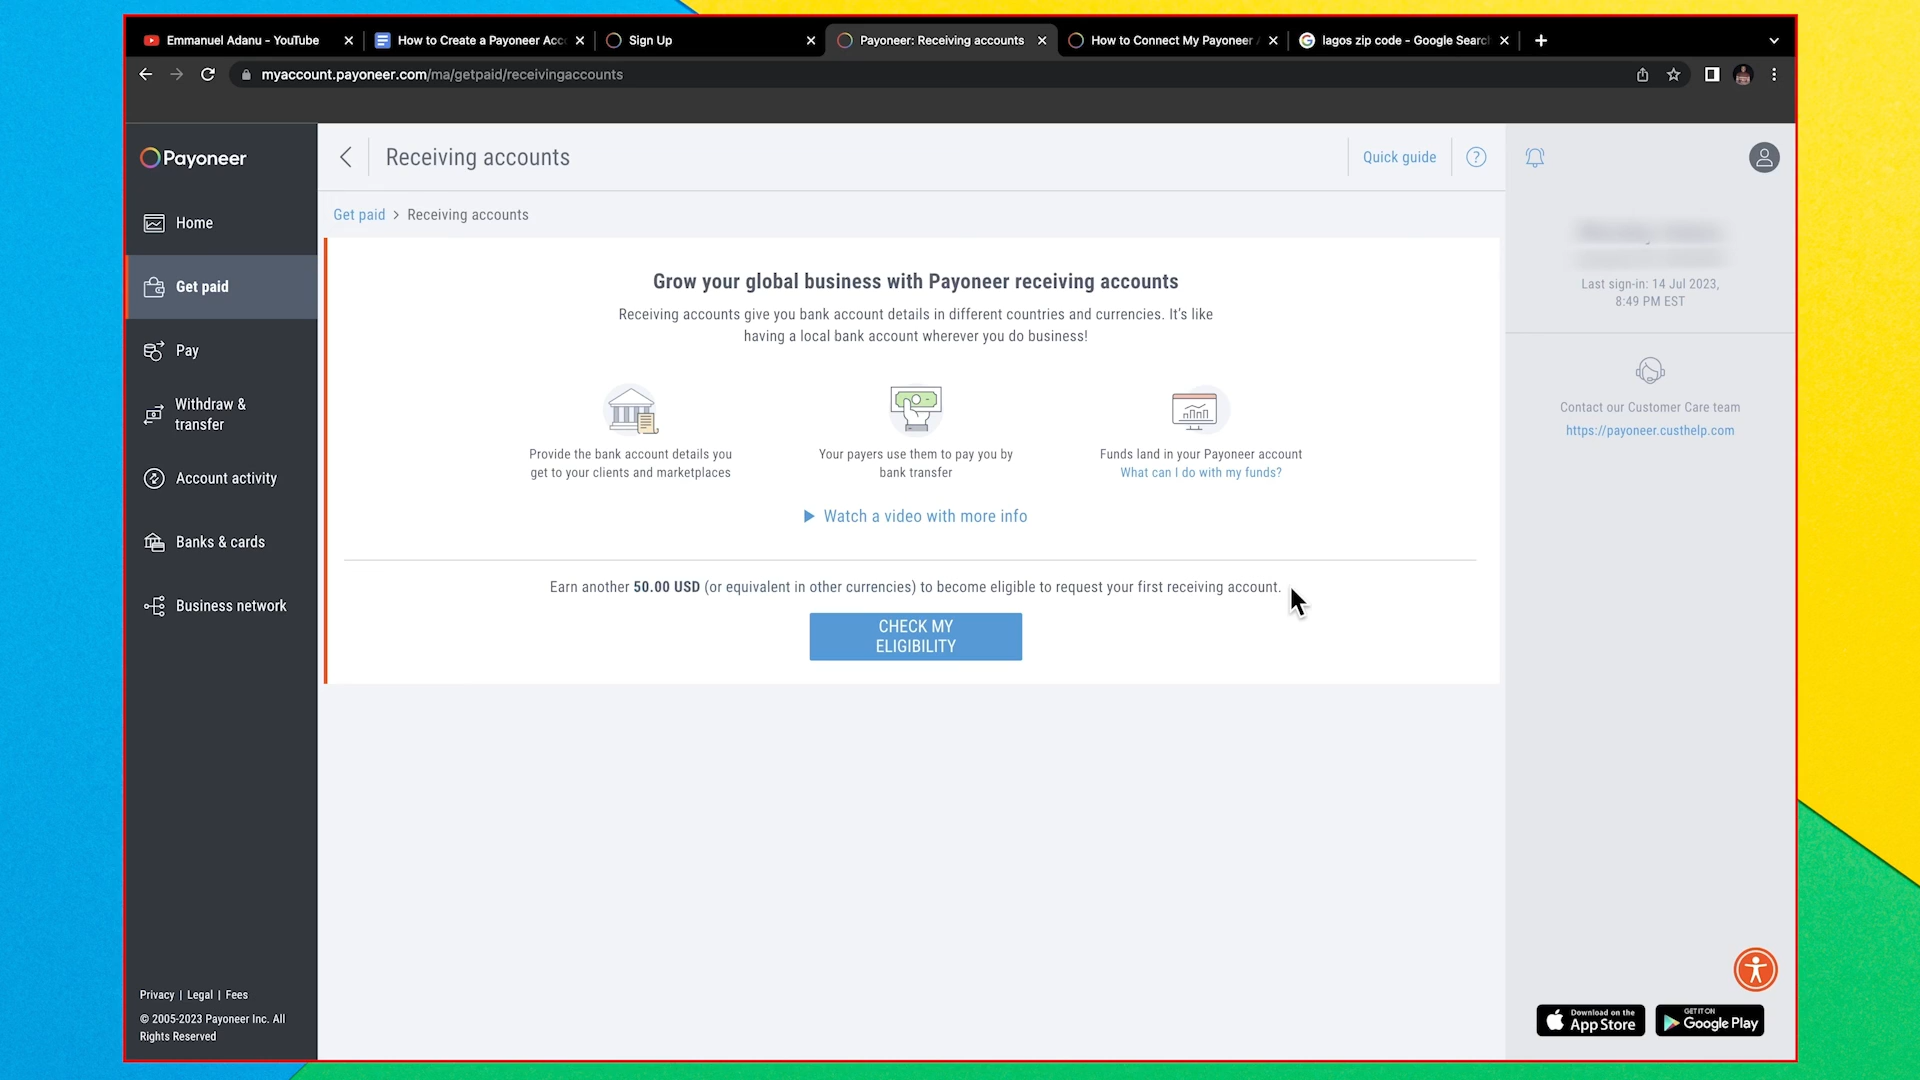 Emmanuel Adanu - YouTube
How to Create a Payoneer Acc
Sign Up
Payoneer: Receiving accounts
How to Connect My Payoneer
lagos zip code - Google Search
myaccount.payoneer.com/ma/getpaid/receivingaccounts
Payoneer
Home
Get paid
Pay
Withdraw &
transfer
Account activity
Banks & cards
Business network
Privacy | Legal | Fees
© 2005-2023 Payoneer Inc. All
Rights Reserved
Receiving accounts
Quick guide
?
Get paid > Receiving accounts
Grow your global business with Payoneer receiving accounts
Receiving accounts give you bank account details in different countries and currencies. It's like
having a local bank account wherever you do business!
Provide the bank account details you
get to your clients and marketplaces
Your payers use them to pay you by
bank transfer
Funds land in your Payoneer account
What can I do with my funds?
Watch a video with more info
Earn another 50.00 USD (or equivalent in other currencies) to become eligible to request your first receiving account.
CHECK MY
ELIGIBILITY
Last sign-in: 14 Jul 2023,
8:49 PM EST
Contact our Customer Care team
https://payoneer.custhelp.com
Download on the
App Store
GET IT ON
Google Play